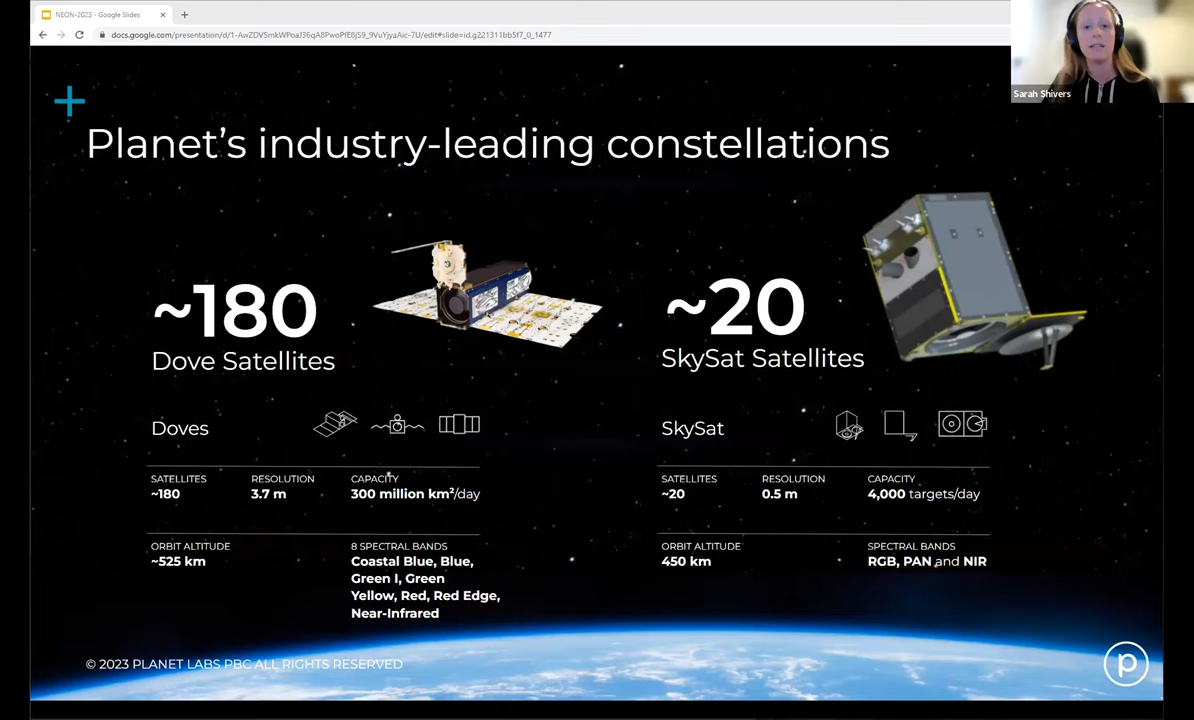 NEON-2023 - Google Slides
docs.google.com/presentation/d/1-AwZDVSmkWPoaJ36qA8PwoPfE8jS9_9VuYjyaAic-7U/edit#slide=id.g221311bb5f7_0_1477
Sarah Shivers
Planet's industry-leading constellations
~180
Dove Satellites
~20
SkySat Satellites
Doves
SATELLITES RESOLUTION CAPACITY
~180 3.7 m 300 million km²/day
ORBIT ALTITUDE 8 SPECTRAL BANDS
~525 km Coastal Blue, Blue,
Green I, Green
Yellow, Red, Red Edge,
Near-Infrared
SkySat
SATELLITES RESOLUTION CAPACITY
~20 0.5 m 4,000 targets/day
ORBIT ALTITUDE SPECTRAL BANDS
450 km RGB, PAN and NIR
© 2023 PLANET LABS PBC ALL RIGHTS RESERVED
p